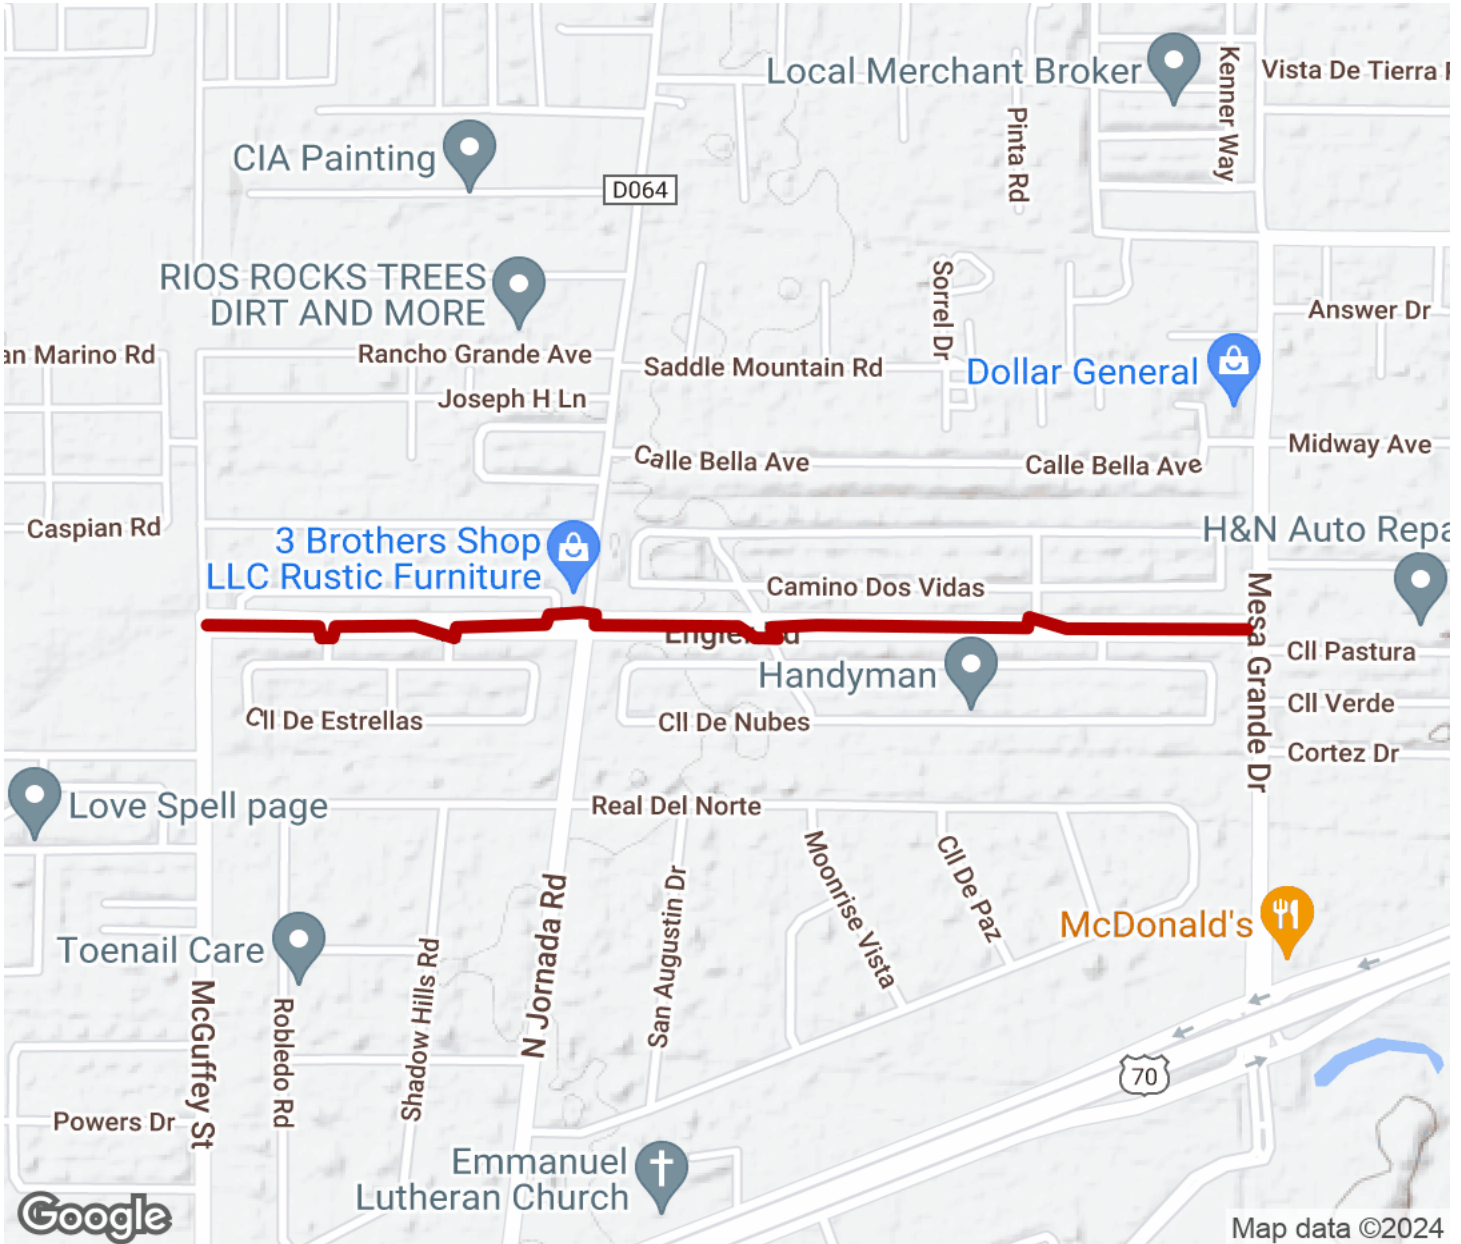 Local Merchant Broker
Kenner Way
Vista De Tierra
CIA Painting
Pinta Rd
D064
RIOS ROCKS TREES
DIRT AND MORE
Sorrel Dr
Answer Dr
an Marino Rd
Rancho Grande Ave
Saddle Mountain Rd
Dollar General
Joseph H Ln
Calle Bella Ave
Calle Bella Ave
Midway Ave
Caspian Rd
3 Brothers Shop
LLC Rustic Furniture
H&N Auto Repa
Camino Dos Vidas
Mesa Grande Dr
Handyman
Cll Pastura
Cll De Estrellas
Cll De Nubes
Cll Verde
Cortez Dr
Love Spell page
Real Del Norte
Moonrise Vista
Cll De Paz
San Augustin Dr
N Jornada Rd
McDonald's
Toenail Care
Shadow Hills Rd
Robledo Rd
McGuffey St
70
Powers Dr
Emmanuel
Lutheran Church
Google
Map data ©2024